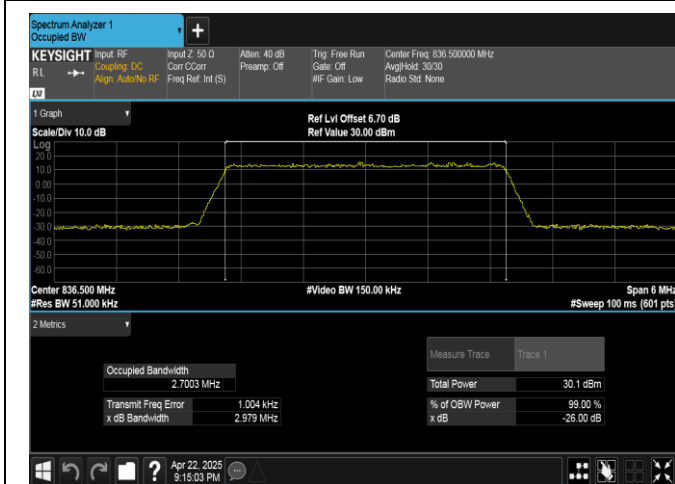 Spectrum Analyzer 1
Occupied BW
+
KEYSIGHT Input: RF Input Z: 50 Ω Atten: 40 dB Trig: Free Run Center Freq: 836.500000 MHz
RL Coupling: DC Corr CCorr Preamp: Off Gate: Off Avg|Hold: 30/30
Align: Auto/No RF Freq Ref: Int (S) #IF Gain: Low Radio Std: None
LXI
1 Graph Ref Lvl Offset 6.70 dB
Scale/Div 10.0 dB Ref Value 30.00 dBm
Log
20.0
10.0
0.00
-10.0
-20.0
-30.0
-40.0
-50.0
-60.0
Center 836.500 MHz #Video BW 150.00 kHz Span 6 MHz
#Res BW 51.000 kHz #Sweep 100 ms (601 pts)
2 Metrics
Measure Trace Trace 1
Occupied Bandwidth
2.7003 MHz Total Power 30.1 dBm
Transmit Freq Error 1.004 kHz % of OBW Power 99.00 %
x dB Bandwidth 2.979 MHz x dB -26.00 dB
? Apr 22, 2025
9:15:03 PM